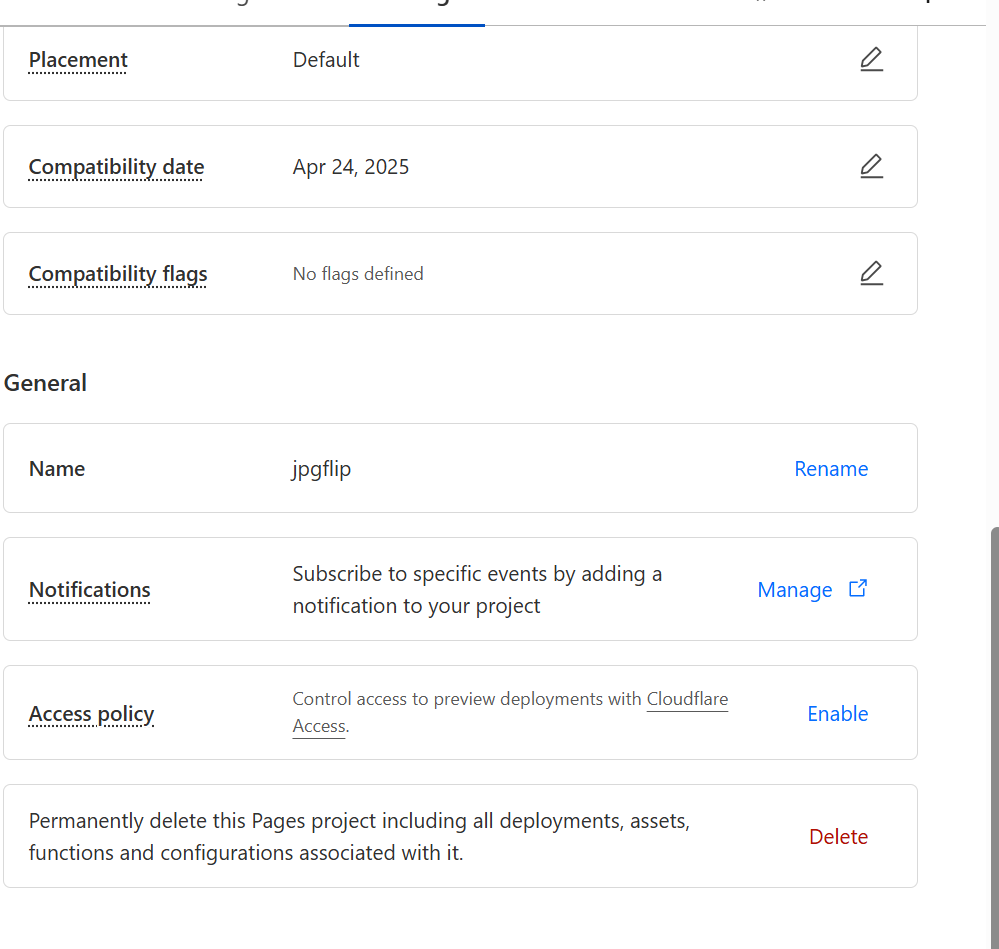 Placement
Default
Compatibility date
Apr 24, 2025
Compatibility flags
No flags defined
General
Name
jpgflip
Rename
Notifications
Subscribe to specific events by adding a
notification to your project
Manage
Access policy
Control access to preview deployments with Cloudflare
Access.
Enable
Permanently delete this Pages project including all deployments, assets,
functions and configurations associated with it.
Delete